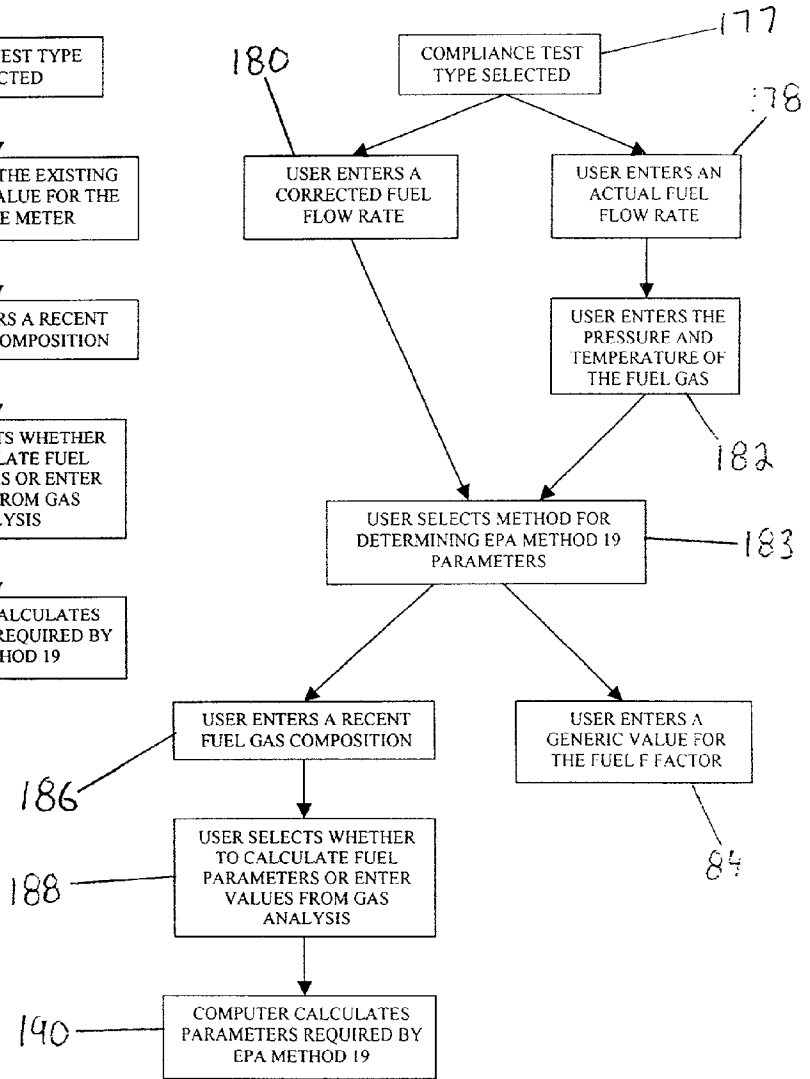 EST TYPE
CTED
THE EXISTING
ALUE FOR THE
E METER
RS A RECENT
OMPOSITION
TS WHETHER
LATE FUEL
S OR ENTER
ROM GAS
LYSIS
ALCULATES
REQUIRED BY
HOD 19
177
COMPLIANCE TEST
TYPE SELECTED
180
178
USER ENTERS A
CORRECTED FUEL
FLOW RATE
USER ENTERS AN
ACTUAL FUEL
FLOW RATE
USER ENTERS THE
PRESSURE AND
TEMPERATURE OF
THE FUEL GAS
182
USER SELECTS METHOD FOR
DETERMINING EPA METHOD 19
PARAMETERS
183
USER ENTERS A RECENT
FUEL GAS COMPOSITION
186
USER ENTERS A
GENERIC VALUE FOR
THE FUEL F FACTOR
84
USER SELECTS WHETHER
TO CALCULATE FUEL
PARAMETERS OR ENTER
VALUES FROM GAS
ANALYSIS
188
COMPUTER CALCULATES
PARAMETERS REQUIRED BY
EPA METHOD 19
190